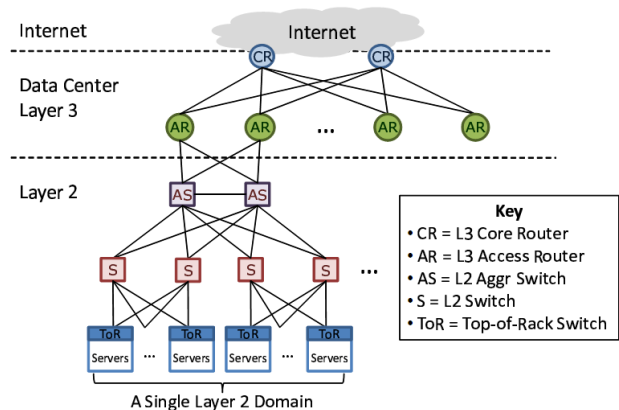 Internet
Internet
CR CR
Data Center
Layer 3
AR AR ... AR AR
Layer 2
AS AS
S S S S ...
ToR ToR ToR ToR
Servers ... Servers Servers ... Servers
A Single Layer 2 Domain
Key
• CR = L3 Core Router
• AR = L3 Access Router
• AS = L2 Aggr Switch
• S = L2 Switch
• ToR = Top-of-Rack Switch